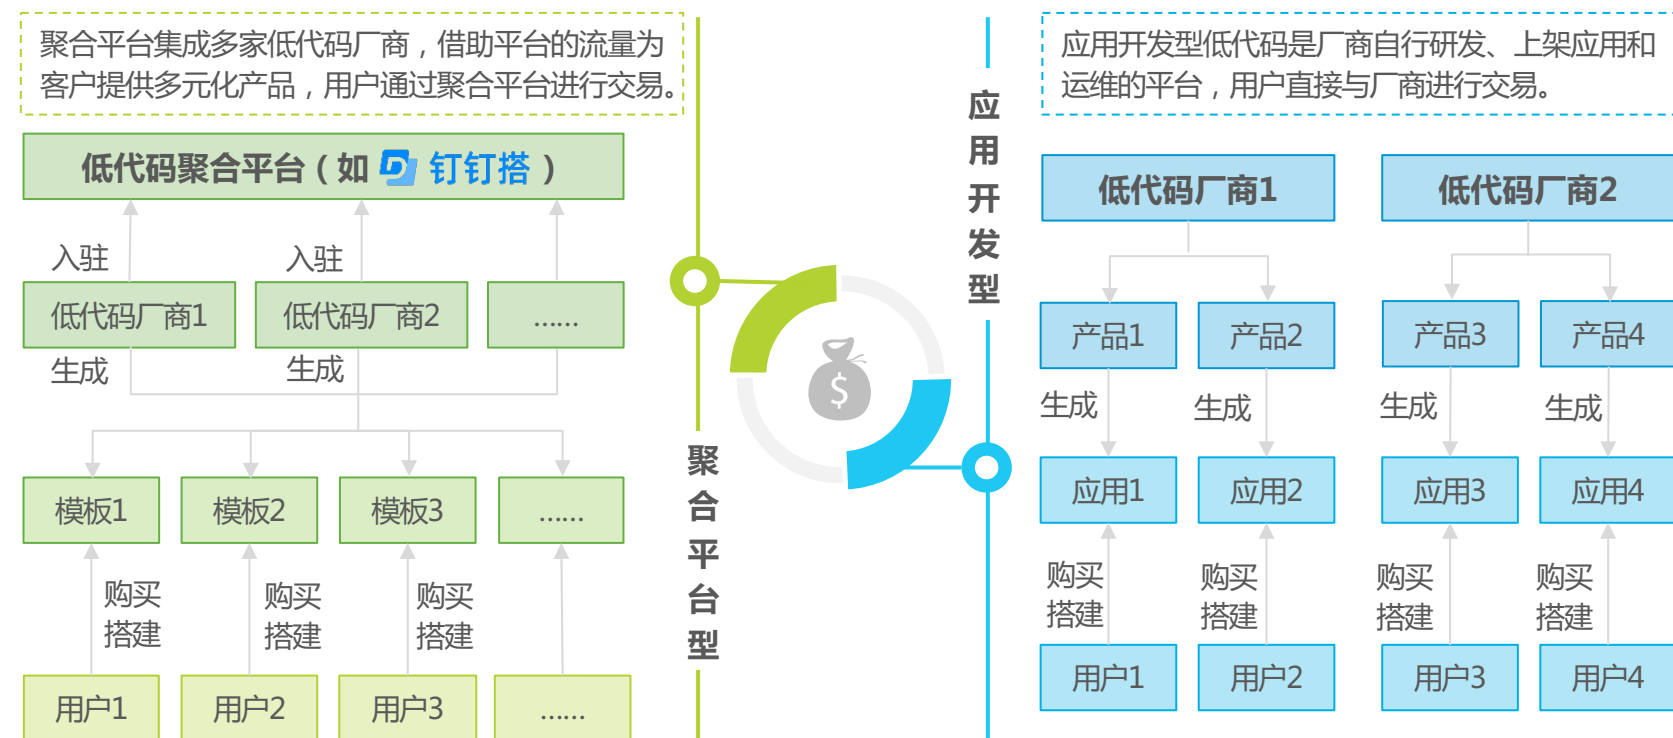 聚合平台集成多家低代码厂商，借助平台的流量为
客户提供多元化产品，用户通过聚合平台进行交易。
低代码聚合平台（如 钉钉搭 ）
入驻
入驻
低代码厂商1
低代码厂商2
……
生成
生成
模板1
模板2
模板3
……
购买
搭建
购买
搭建
购买
搭建
用户1
用户2
用户3
……
聚合平台型
$
应用开发型
应用开发型低代码是厂商自行研发、上架应用和
运维的平台，用户直接与厂商进行交易。
低代码厂商1
低代码厂商2
产品1
产品2
产品3
产品4
生成
生成
生成
生成
应用1
应用2
应用3
应用4
购买
搭建
购买
搭建
购买
搭建
购买
搭建
用户1
用户2
用户3
用户4